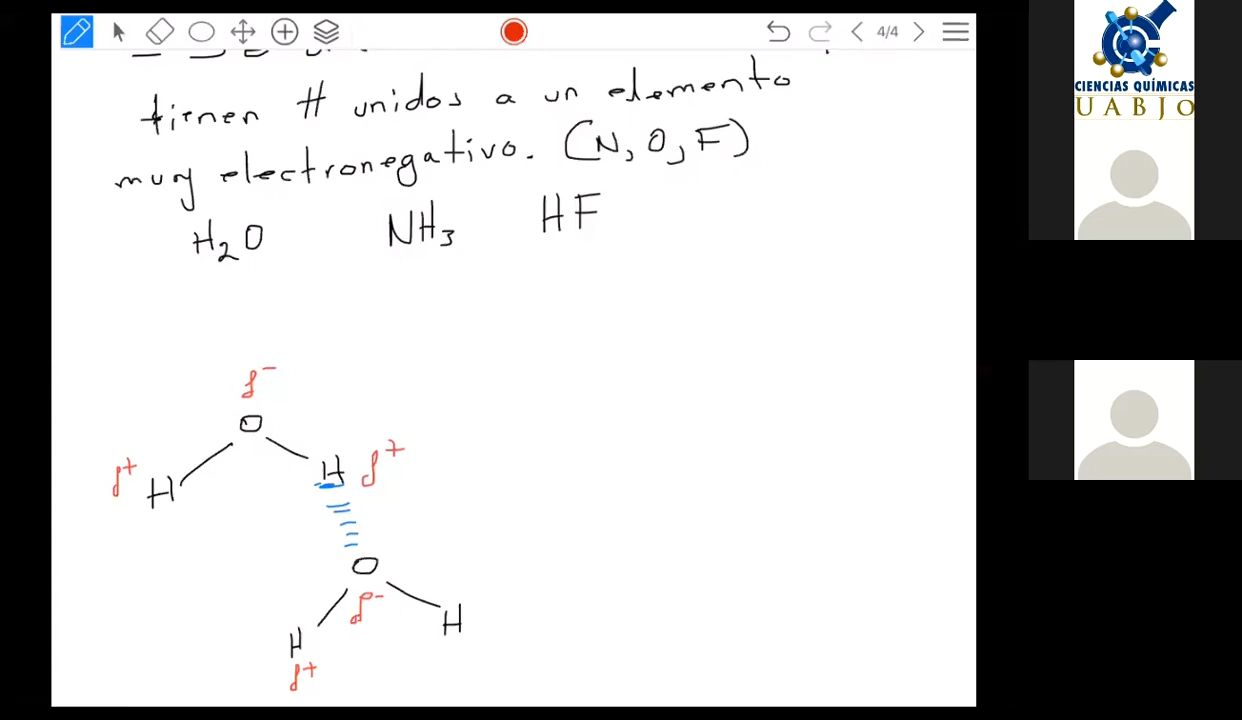 4/4
tienen H unidos a un elemento
muy electronegativo. (N, O, F)
H₂O NH₃ HF
δ⁻
O
δ⁺ H H δ⁺
O
δ⁻
H H
δ⁺
CIENCIAS QUÍMICAS
UABJO